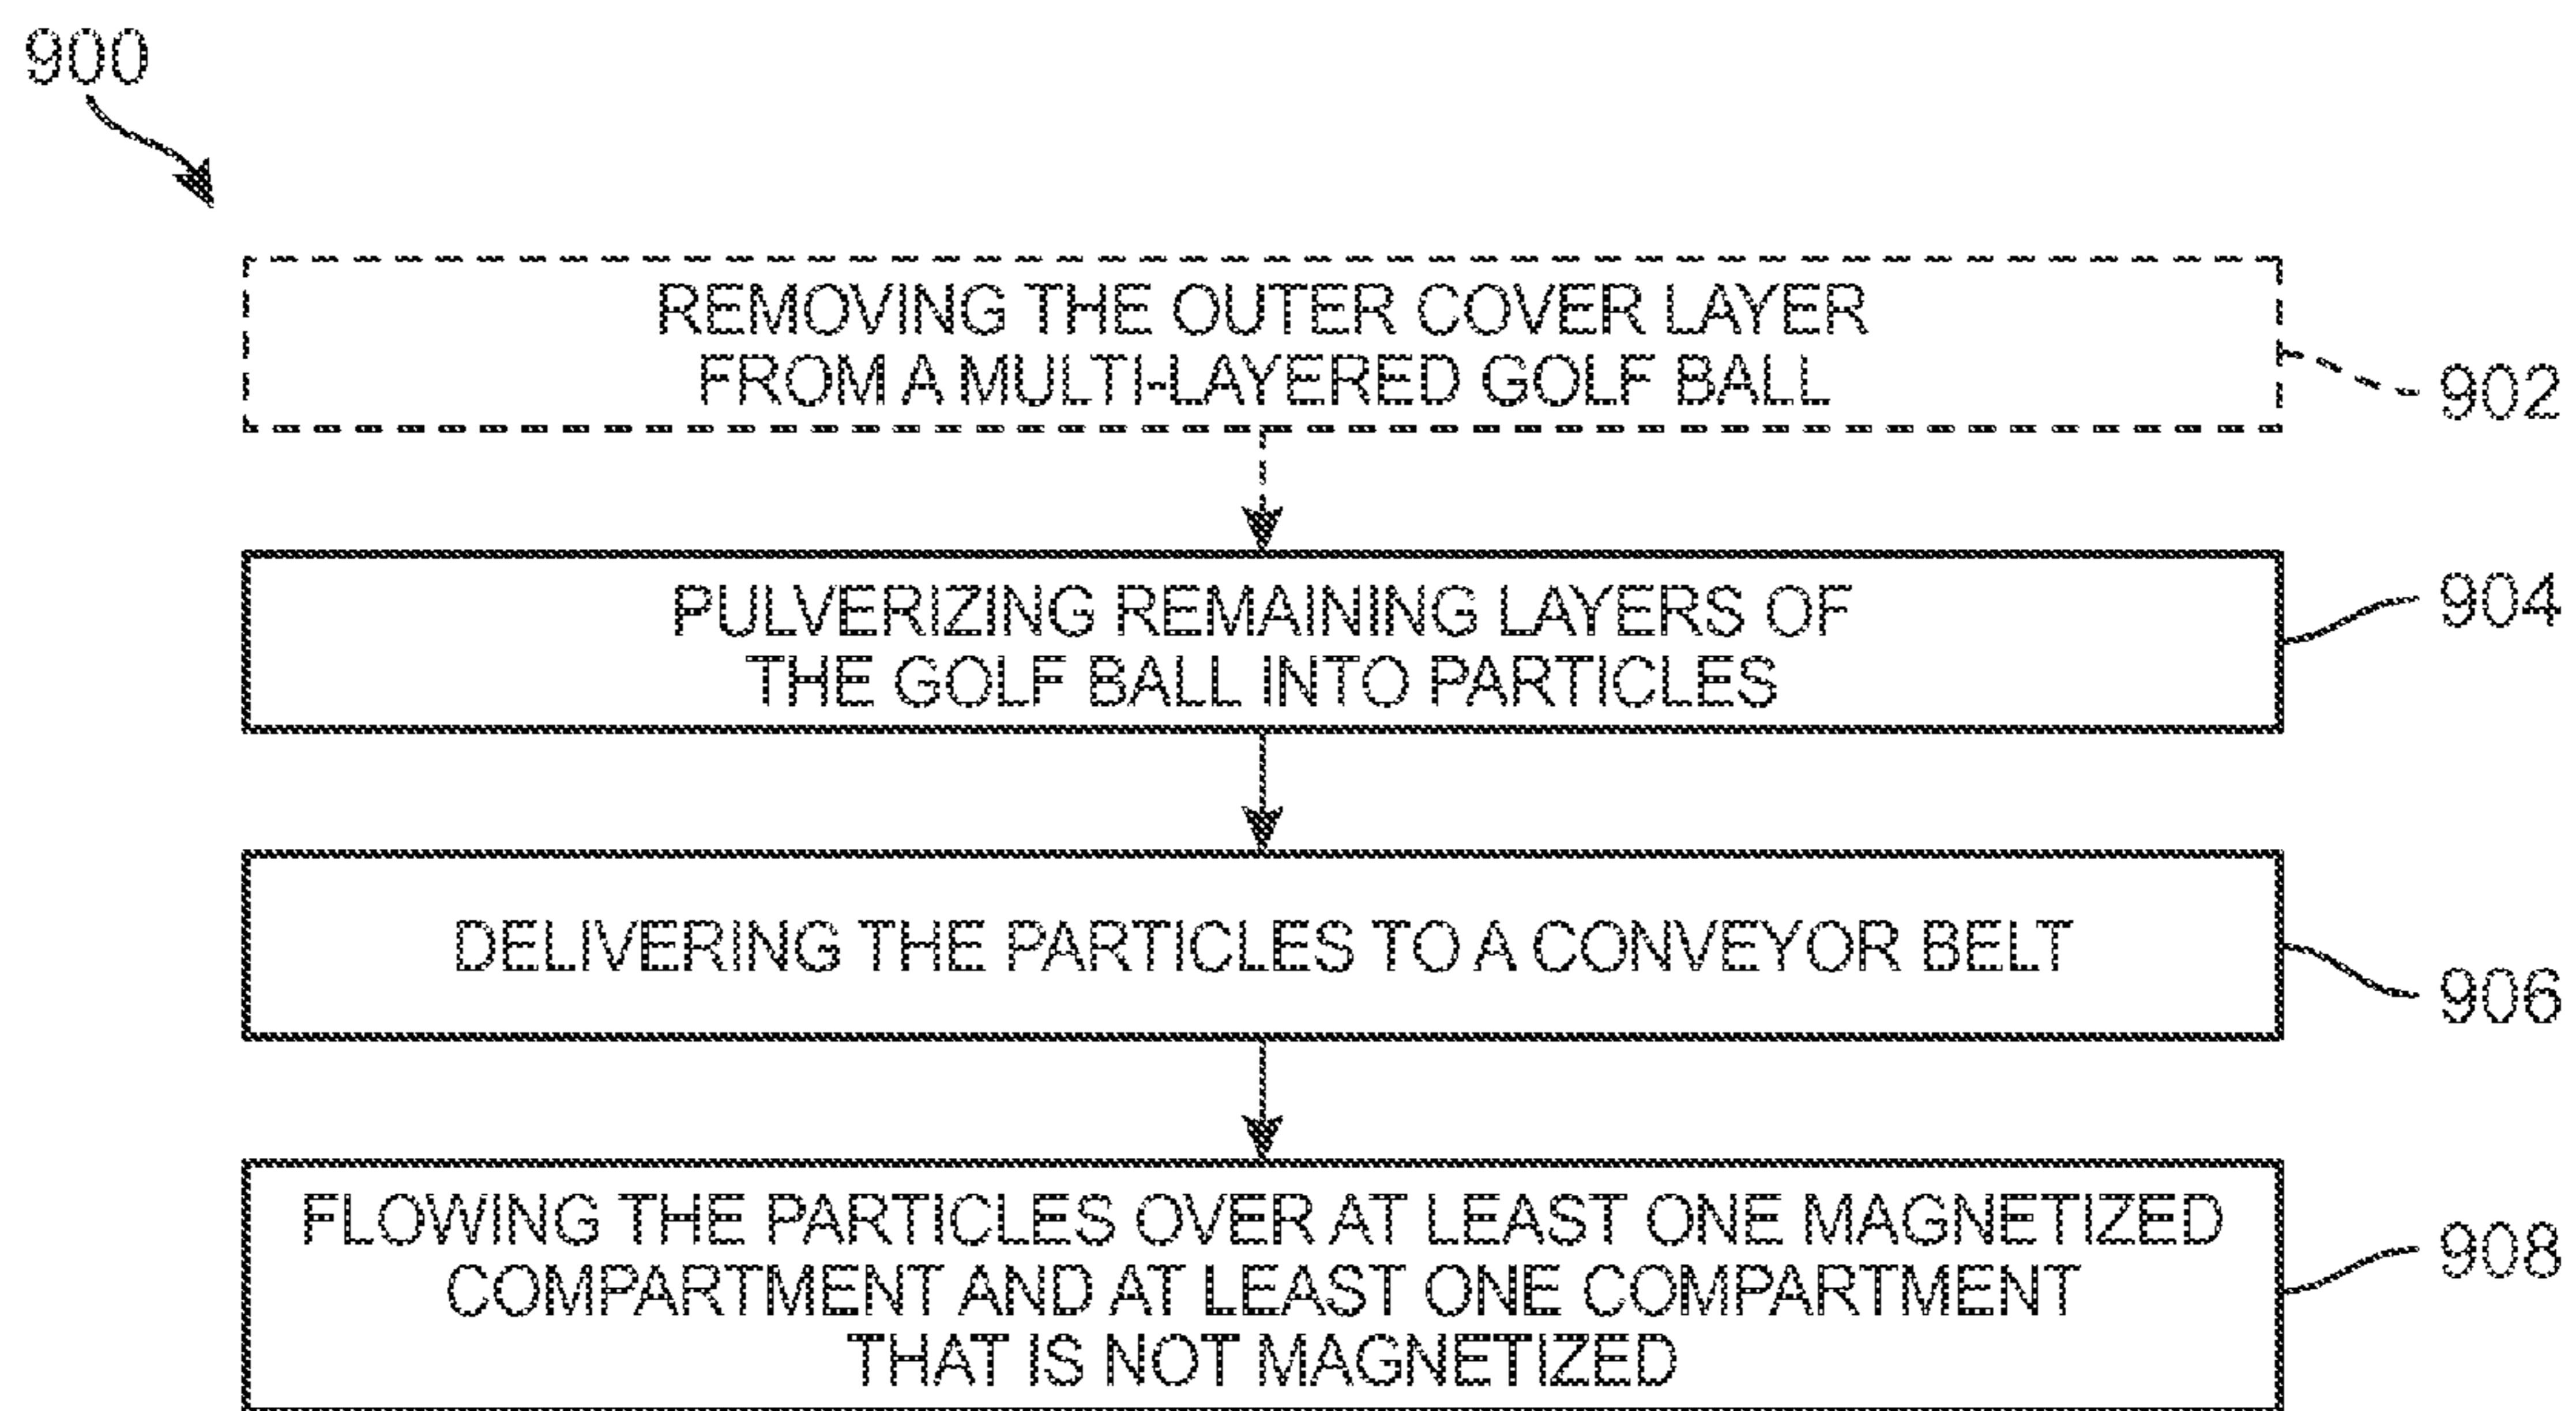 900
REMOVING THE OUTER COVER LAYER
FROM A MULTI-LAYERED GOLF BALL
902
PULVERIZING REMAINING LAYERS OF
THE GOLF BALL INTO PARTICLES
904
DELIVERING THE PARTICLES TO A CONVEYOR BELT
906
FLOWING THE PARTICLES OVER AT LEAST ONE MAGNETIZED
COMPARTMENT AND AT LEAST ONE COMPARTMENT
THAT IS NOT MAGNETIZED
908